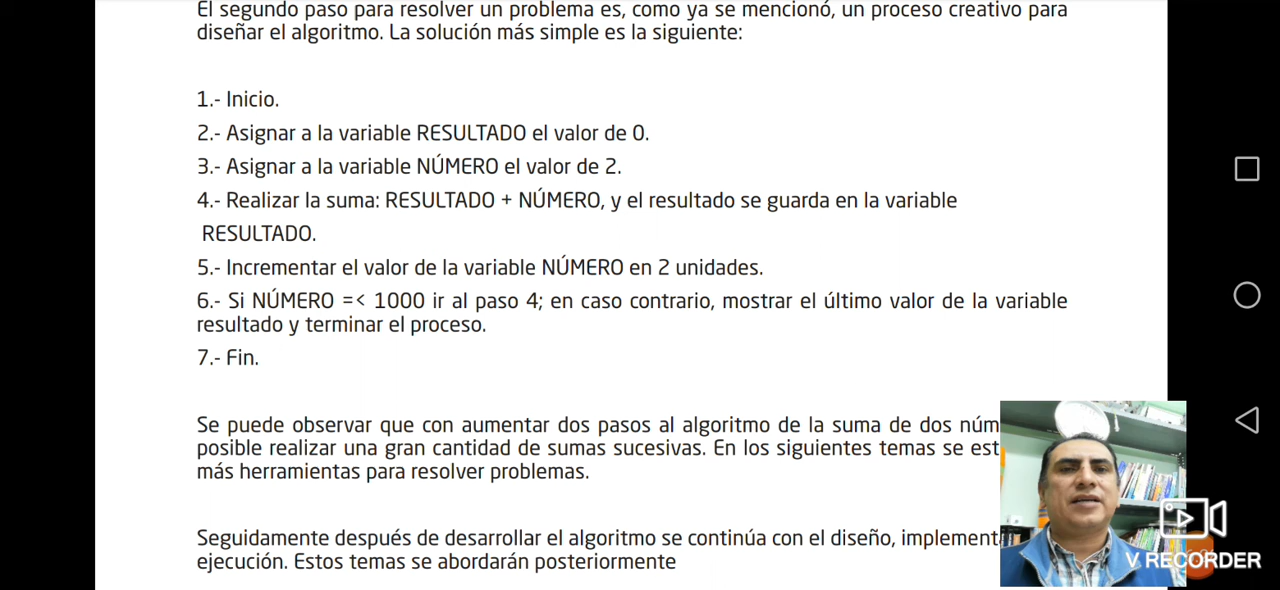 El segundo paso para resolver un problema es, como ya se mencionó, un proceso creativo para
diseñar el algoritmo. La solución más simple es la siguiente:
1.- Inicio.
2.- Asignar a la variable RESULTADO el valor de 0.
3.- Asignar a la variable NÚMERO el valor de 2.
4.- Realizar la suma: RESULTADO + NÚMERO, y el resultado se guarda en la variable
RESULTADO.
5.- Incrementar el valor de la variable NÚMERO en 2 unidades.
6.- Si NÚMERO =< 1000 ir al paso 4; en caso contrario, mostrar el último valor de la variable
resultado y terminar el proceso.
7.- Fin.
Se puede observar que con aumentar dos pasos al algoritmo de la suma de dos núm
posible realizar una gran cantidad de sumas sucesivas. En los siguientes temas se est
más herramientas para resolver problemas.
Seguidamente después de desarrollar el algoritmo se continúa con el diseño, implementa
ejecución. Estos temas se abordarán posteriormente
V RECORDER